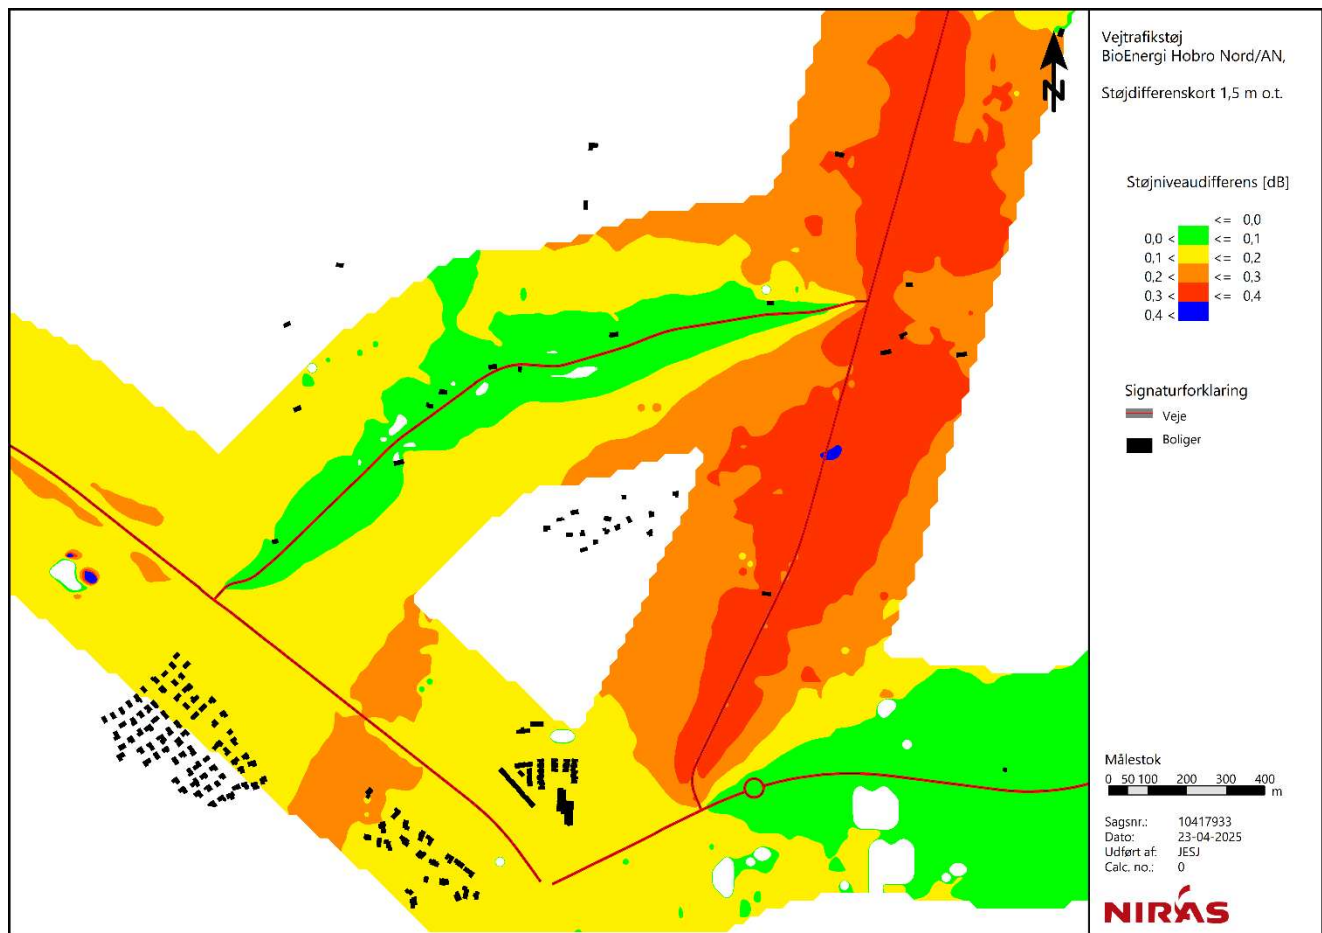 Vejtrafikstøj
BioEnergi Hobro Nord/AN,
Støjdifferenskort 1,5 m o.t.
N
Støjniveaudifferens [dB]
<= 0,0
0,0 < <= 0,1
0,1 < <= 0,2
0,2 < <= 0,3
0,3 < <= 0,4
0,4 <
Signaturforklaring
Veje
Boliger
Målestok
0 50 100 200 300 400
m
Sagsnr.: 10417933
Dato: 23-04-2025
Udført af: JESJ
Calc. no.: 0
NIRAS